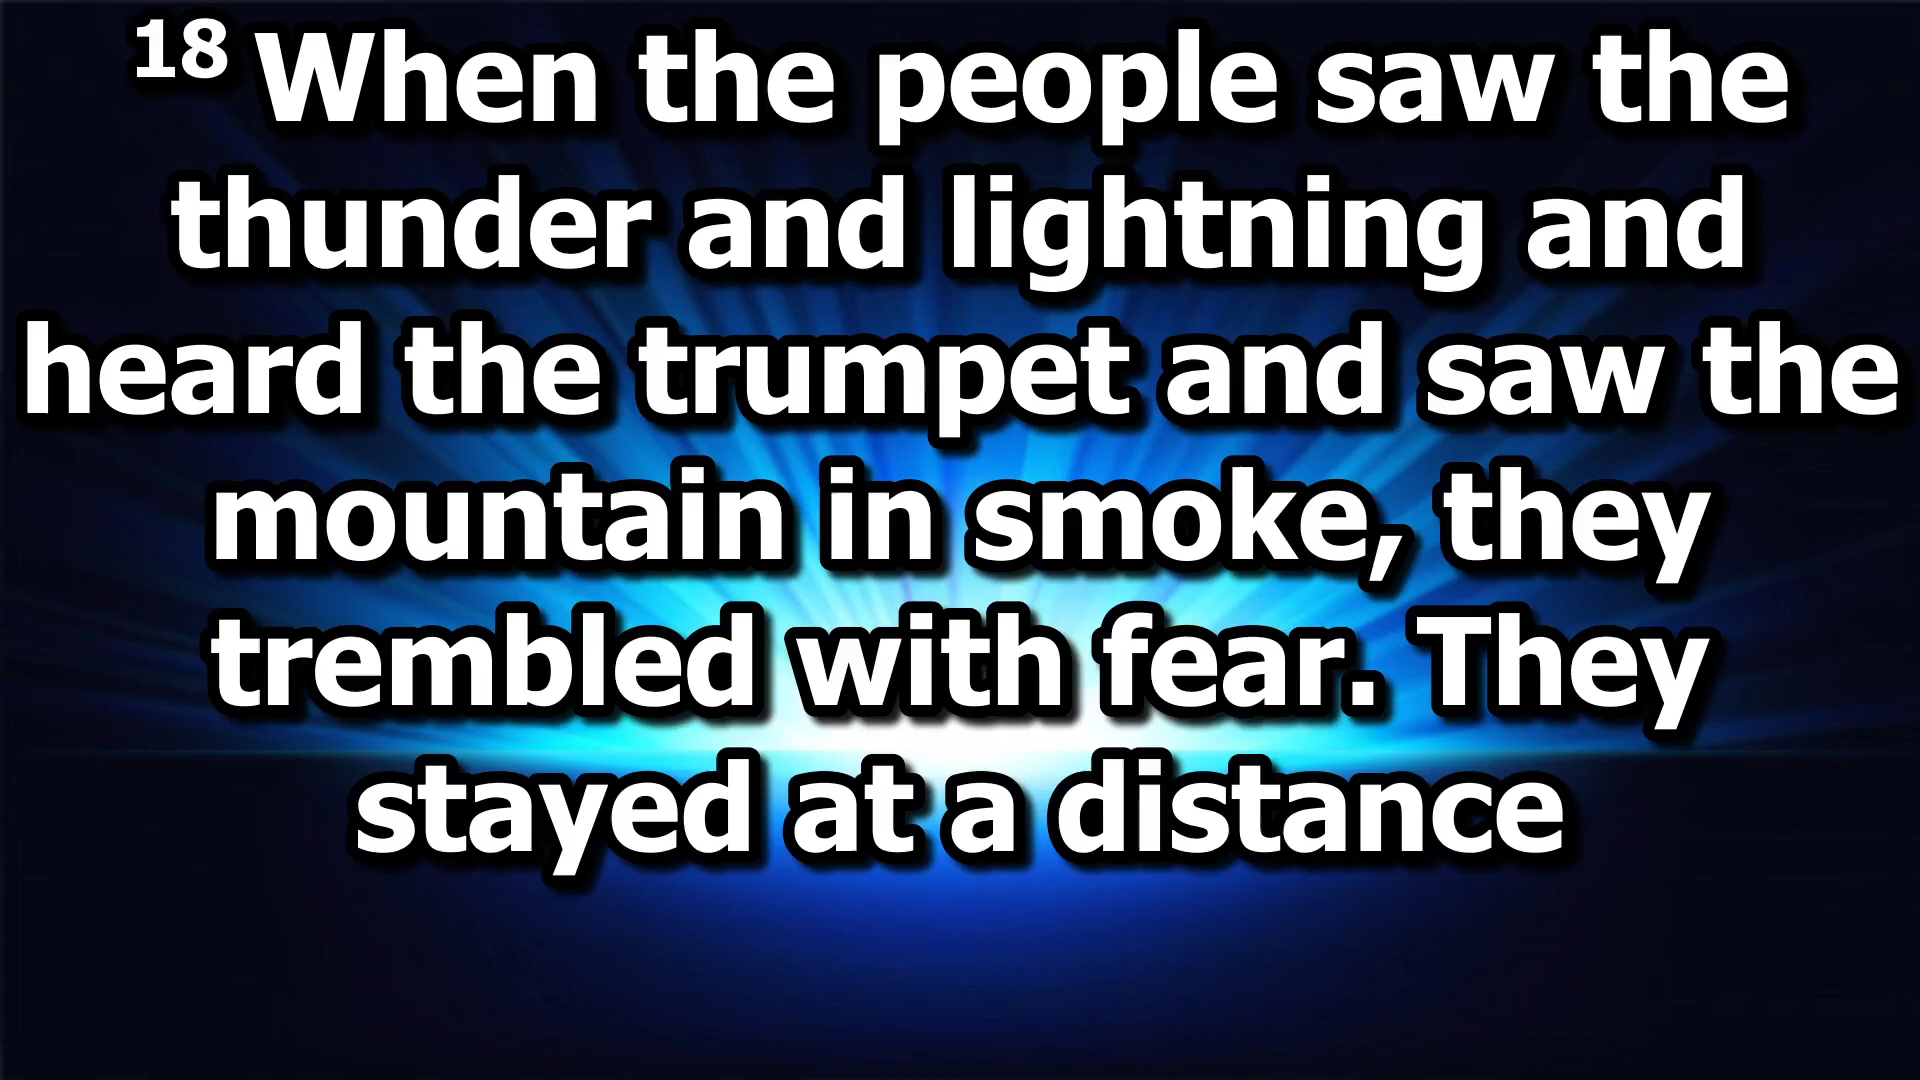 18 When the people saw the
thunder and lightning and
heard the trumpet and saw the
mountain in smoke, they
trembled with fear. They
stayed at a distance